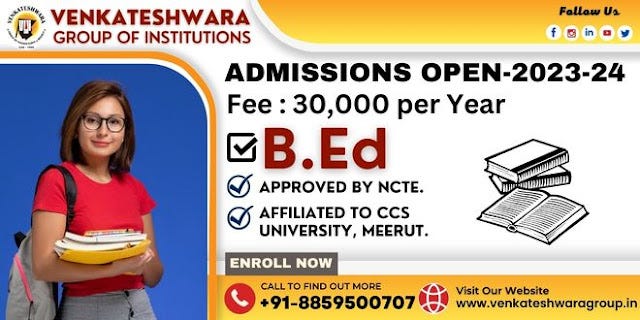 VENKATESHWARA
GROUP OF INSTITUTIONS
Follow Us
ADMISSIONS OPEN-2023-24
Fee : 30,000 per Year
B.Ed
APPROVED BY NCTE.
AFFILIATED TO CCS
UNIVERSITY, MEERUT.
ENROLL NOW
CALL TO FIND OUT MORE
+91-8859500707
Visit Our Website
www.venkateshwaragroup.in